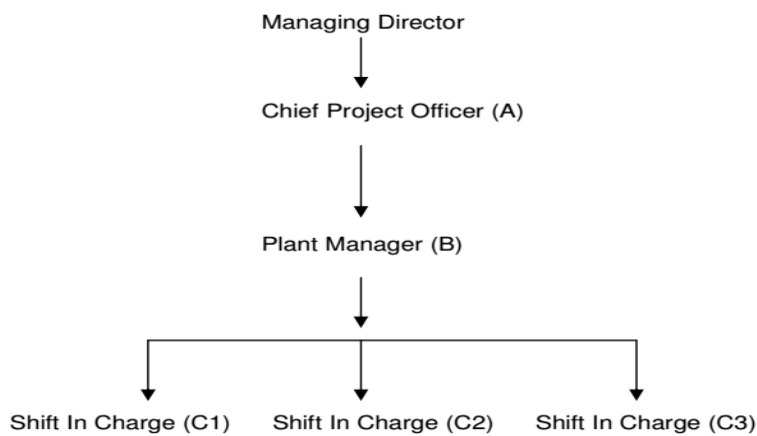 Managing Director
Chief Project Officer (A)
Plant Manager (B)
Shift In Charge (C1) Shift In Charge (C2) Shift In Charge (C3)